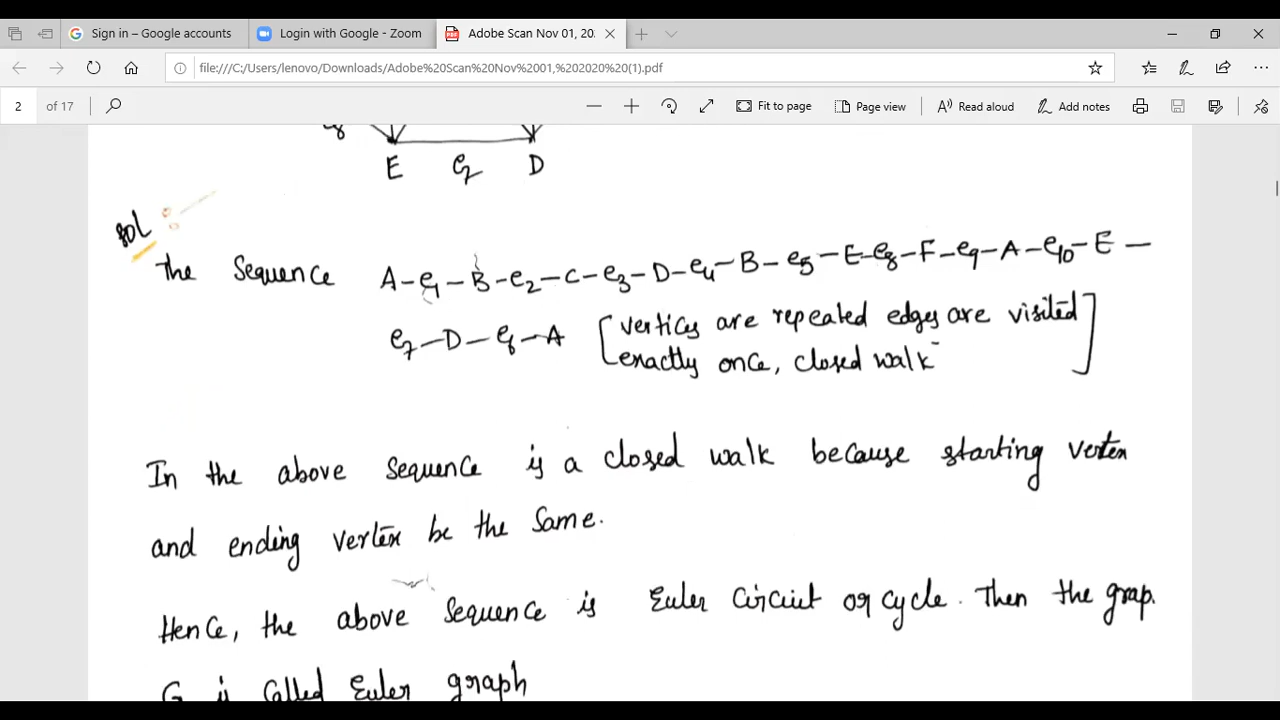 Sign in – Google accounts
Login with Google - Zoom
Adobe Scan Nov 01, 20
file:///C:/Users/lenovo/Downloads/Adobe%20Scan%20Nov%2001,%202020%20(1).pdf
2 of 17
Fit to page
Page view
Read aloud
Add notes
E e7 D
Sol :
The Sequence A-e1-B-e2-C-e3-D-e4-B-e5-E-e8-F-e9-A-e10-E-
e7-D-e6-A [vertices are repeated edges are visited
exactly once, closed walk]
In the above sequence is a closed walk because starting vertex
and ending vertex be the same.
Hence, the above sequence is Euler Circuit or cycle. Then the grap.
G is called Euler graph